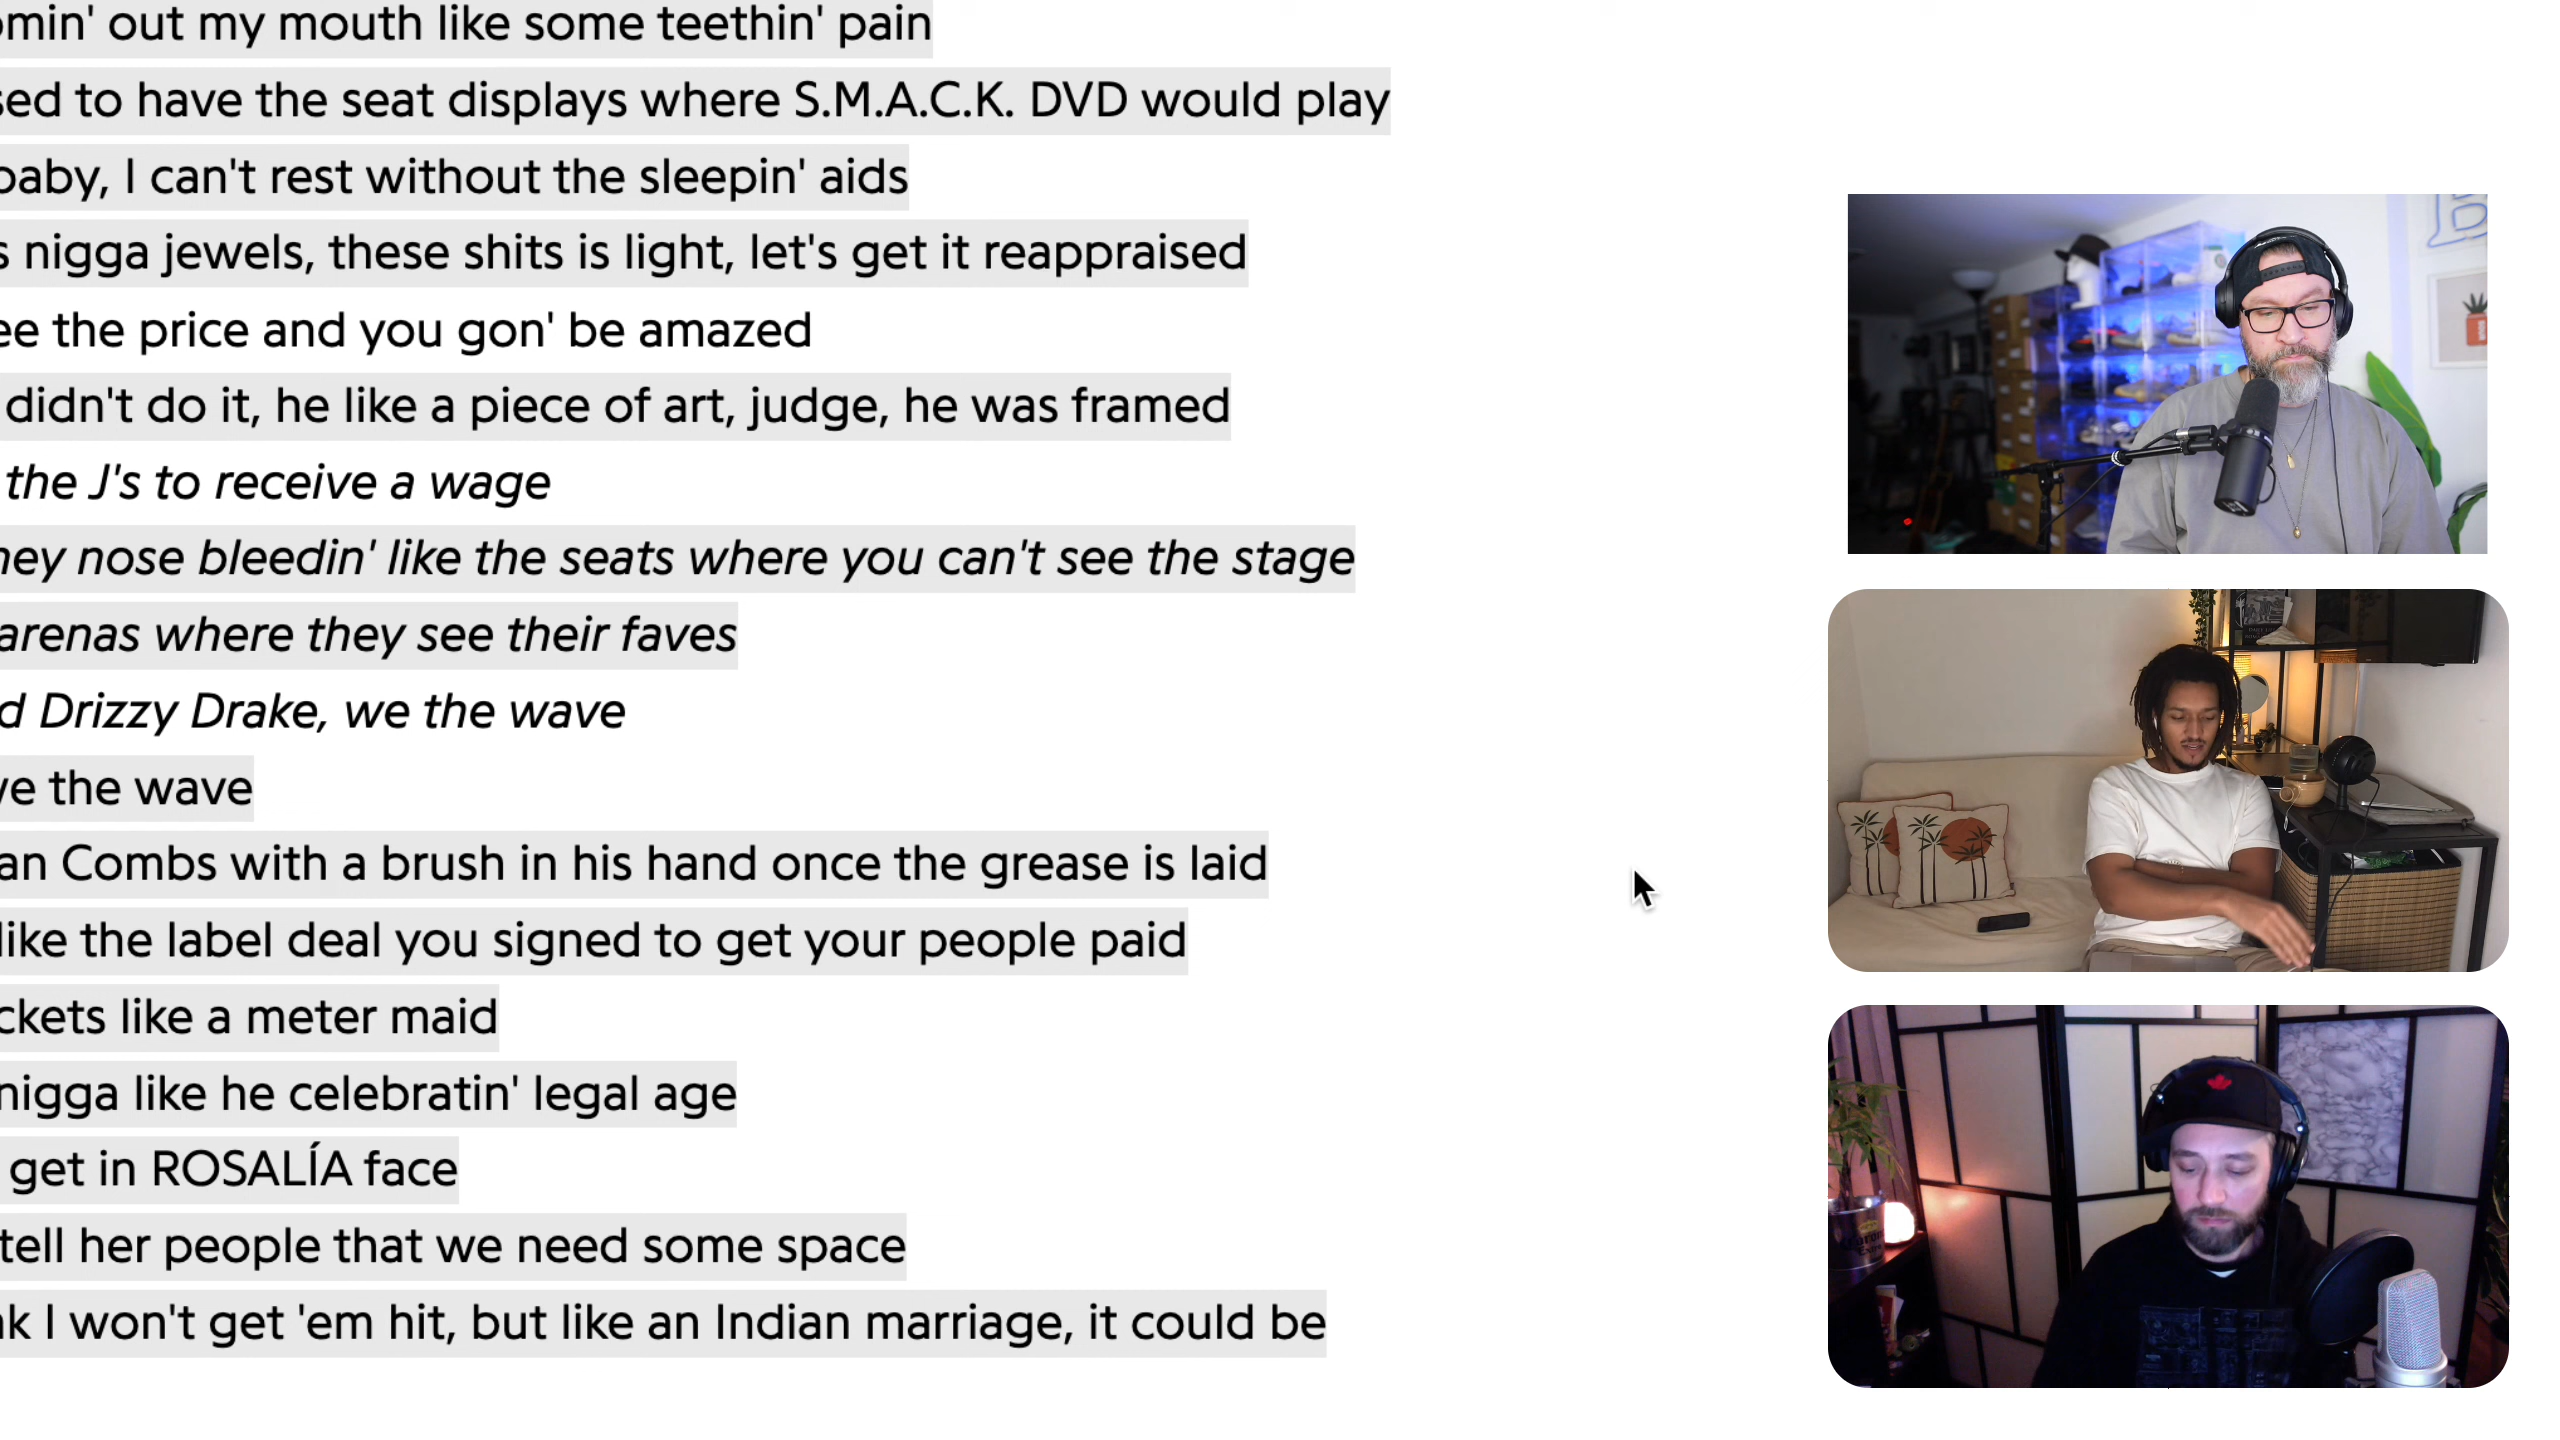 omin' out my mouth like some teethin' pain
sed to have the seat displays where S.M.A.C.K. DVD would play
baby, I can't rest without the sleepin' aids
s nigga jewels, these shits is light, let's get it reappraised
ee the price and you gon' be amazed
didn't do it, he like a piece of art, judge, he was framed
the J's to receive a wage
hey nose bleedin' like the seats where you can't see the stage
arenas where they see their faves
d Drizzy Drake, we the wave
ve the wave
an Combs with a brush in his hand once the grease is laid
like the label deal you signed to get your people paid
ckets like a meter maid
nigga like he celebratin' legal age
get in ROSALÍA face
tell her people that we need some space
nk I won't get 'em hit, but like an Indian marriage, it could be